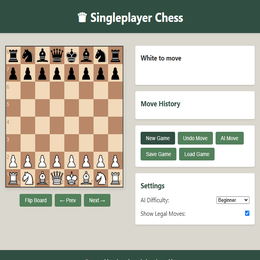 ♛ Singleplayer Chess
White to move
Move History
New Game
Undo Move
AI Move
Save Game
Load Game
Flip Board
← Prev
Next →
Settings
AI Difficulty:
Beginner
Show Legal Moves: